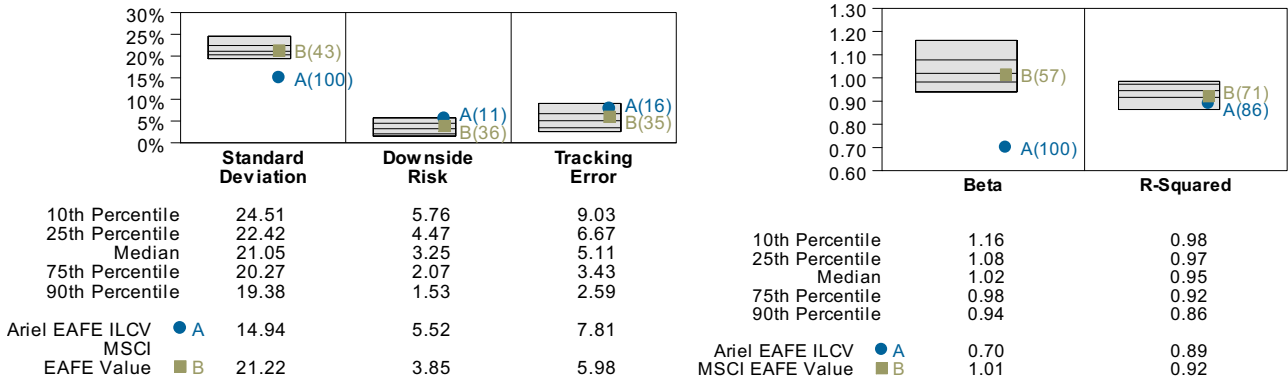 30%
25%
20%
15%
10%
5%
0%
B(43)
A(100)
A(11)
B(36)
A(16)
B(35)
Standard
Deviation
Downside
Risk
Tracking
Error
10th Percentile 24.51 5.76 9.03
25th Percentile 22.42 4.47 6.67
Median 21.05 3.25 5.11
75th Percentile 20.27 2.07 3.43
90th Percentile 19.38 1.53 2.59
Ariel EAFE ILCV A 14.94 5.52 7.81
MSCI
EAFE Value B 21.22 3.85 5.98
1.30
1.20
1.10
1.00
0.90
0.80
0.70
0.60
B(57)
A(100)
B(71)
A(86)
Beta R-Squared
10th Percentile 1.16 0.98
25th Percentile 1.08 0.97
Median 1.02 0.95
75th Percentile 0.98 0.92
90th Percentile 0.94 0.86
Ariel EAFE ILCV A 0.70 0.89
MSCI EAFE Value B 1.01 0.92